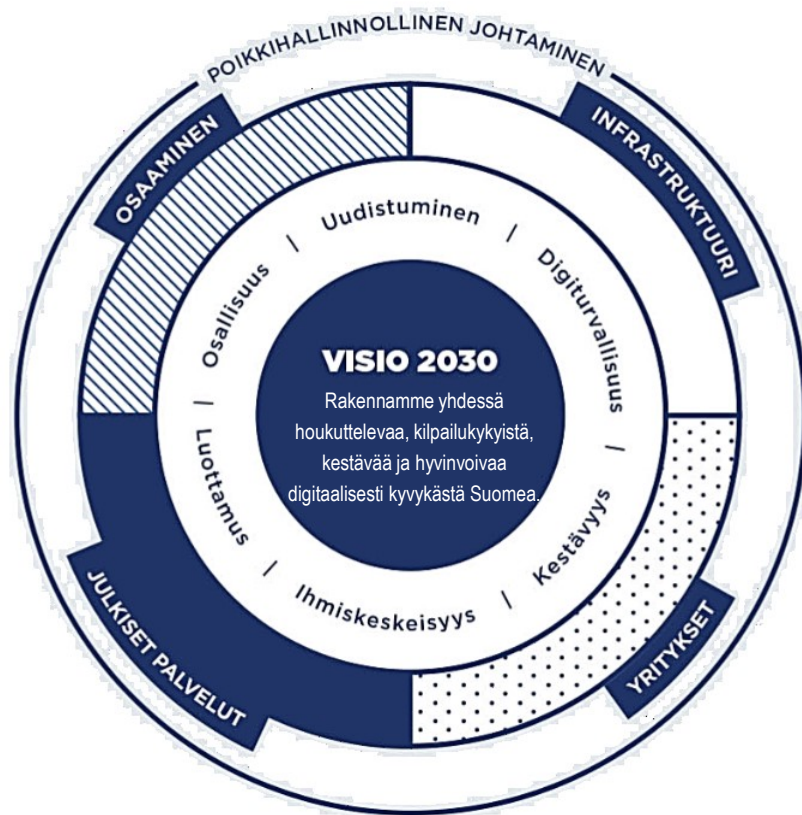 POIKKIHALLINNOLLINEN JOHTAMINEN
OSAAMINEN
INFRASTRUKTUURI
Uudistuminen |
Digiturvallisuus |
Kestävyys |
Ihmiskeskeisyys |
Luottamus |
Osallisuus |
VISIO 2030
Rakennamme yhdessä
houkuttelevaa, kilpailukykyistä,
kestävää ja hyvinvoivaa
digitaalisesti kyvykästä Suomea.
JULKISET PALVELUT
YRITYKSET